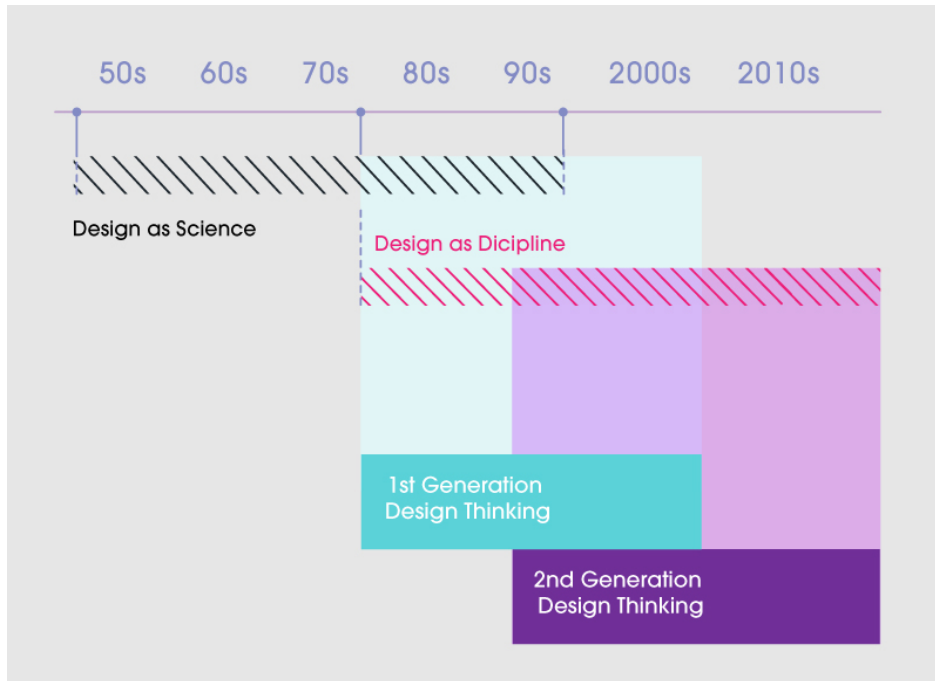 50s 60s 70s 80s 90s 2000s 2010s
Design as Science
Design as Dicipline
1st Generation
Design Thinking
2nd Generation
Design Thinking